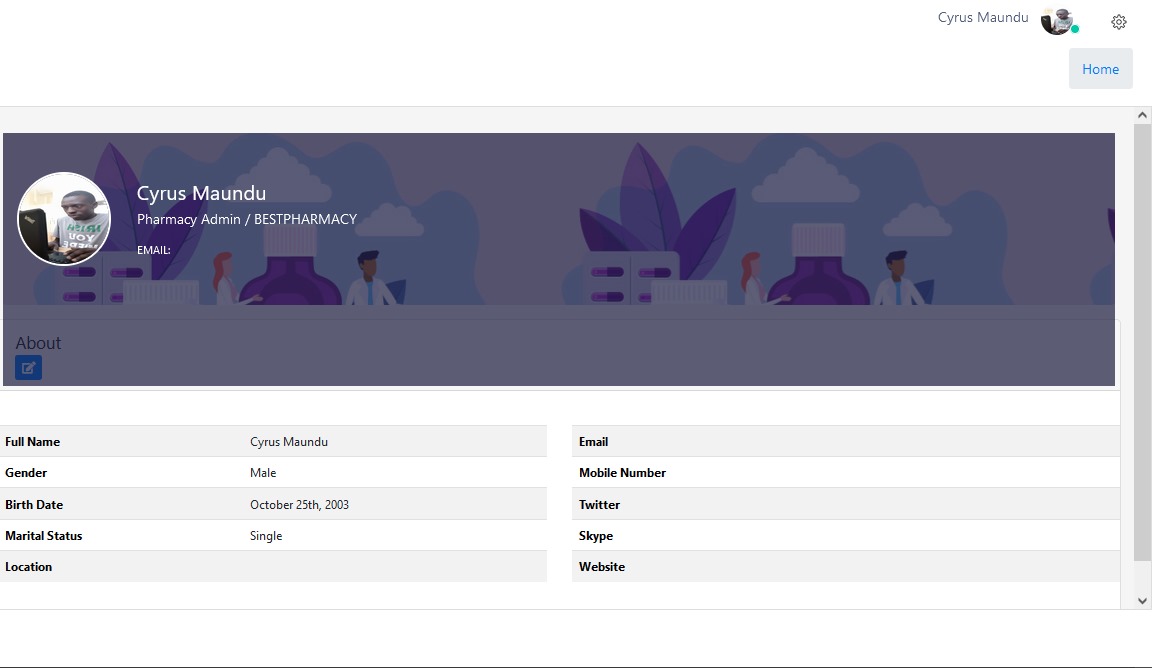 Cyrus Maundu
Home
Cyrus Maundu
Pharmacy Admin / BESTPHARMACY
EMAIL:
About
Full Name Cyrus Maundu
Gender Male
Birth Date October 25th, 2003
Marital Status Single
Location
Email
Mobile Number
Twitter
Skype
Website